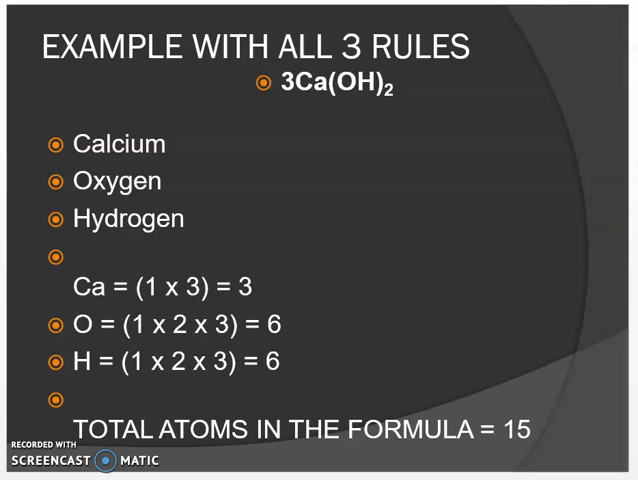 EXAMPLE WITH ALL 3 RULES
3Ca(OH)₂
Calcium
Oxygen
Hydrogen
Ca = (1 x 3) = 3
O = (1 x 2 x 3) = 6
H = (1 x 2 x 3) = 6
TOTAL ATOMS IN THE FORMULA = 15
RECORDED WITH
SCREENCAST MATIC